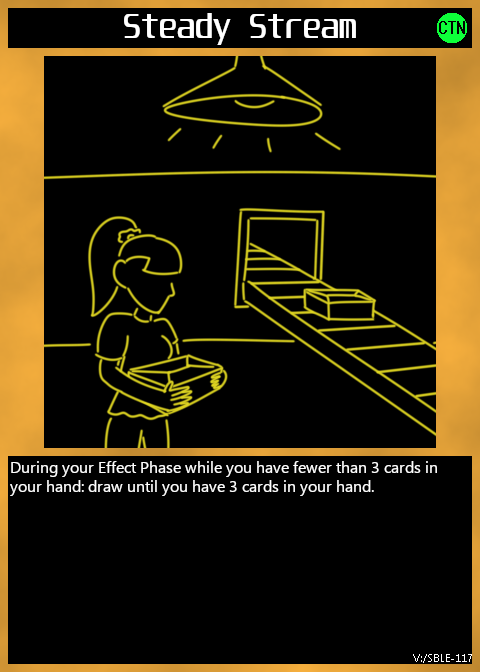 Steady Stream
CTN
During your Effect Phase while you have fewer than 3 cards in
your hand: draw until you have 3 cards in your hand.
V:/SBLE-117